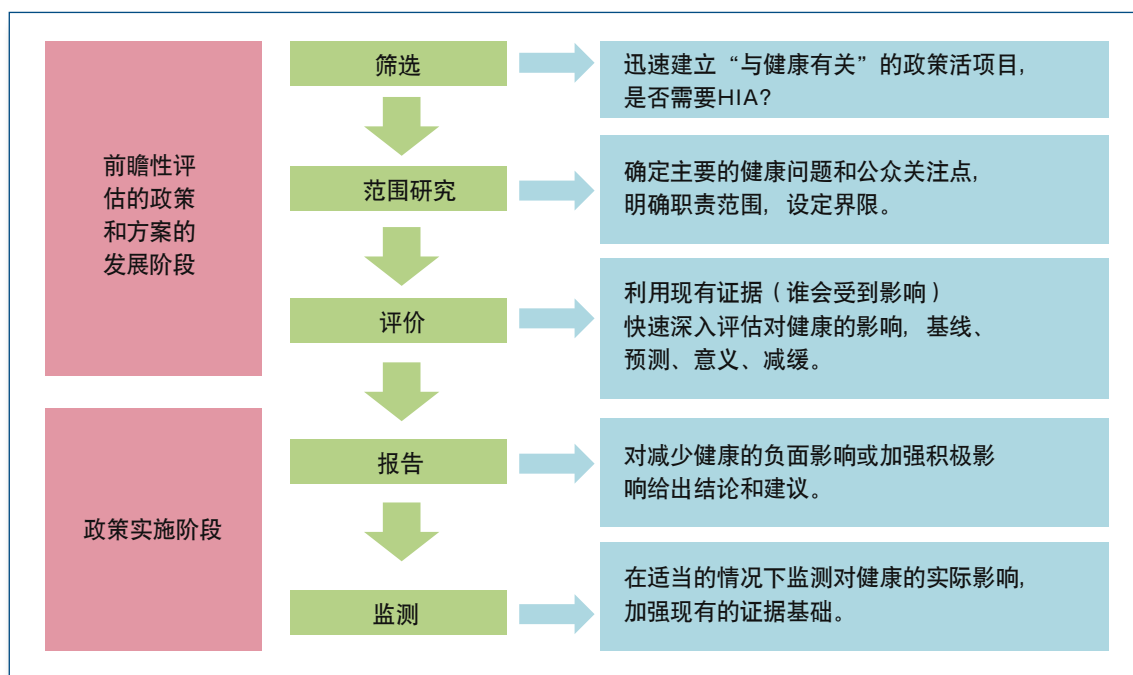 前瞻性评
估的政策
和方案的
发展阶段
筛选
迅速建立“与健康有关”的政策活项目，
是否需要HIA？
范围研究
确定主要的健康问题和公众关注点，
明确职责范围，设定界限。
评价
利用现有证据（谁会受到影响）
快速深入评估对健康的影响，基线、
预测、意义、减缓。
政策实施阶段
报告
对减少健康的负面影响或加强积极影
响给出结论和建议。
监测
在适当的情况下监测对健康的实际影响，
加强现有的证据基础。